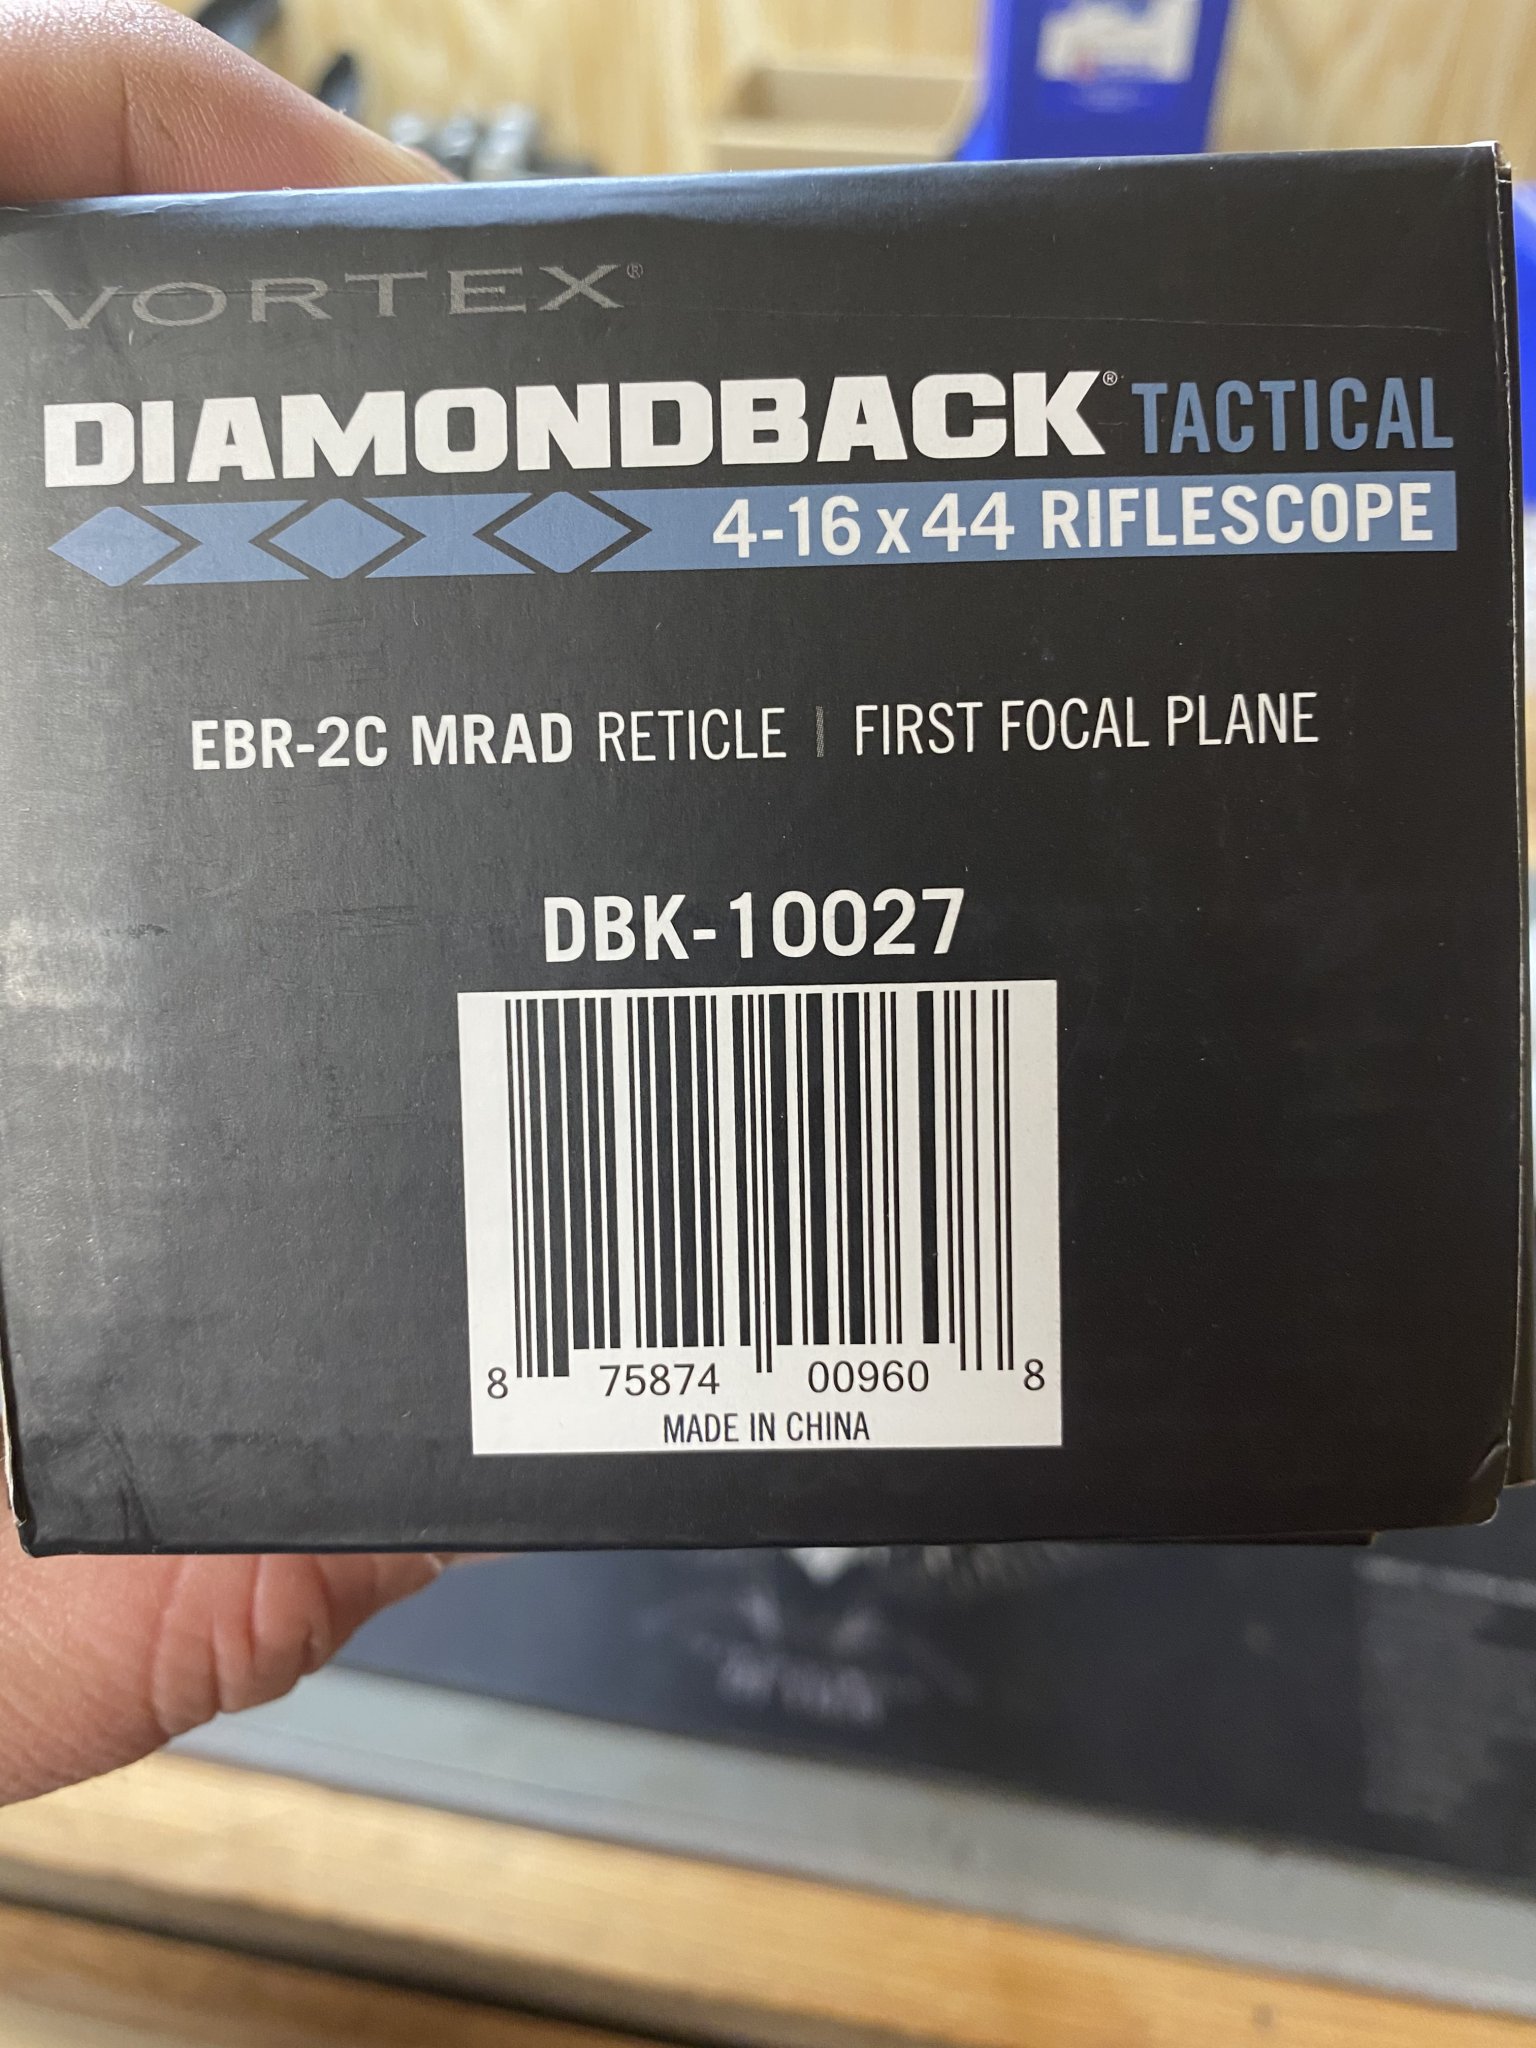 VORTEX®
DIAMONDBACK® TACTICAL
4-16 x 44 RIFLESCOPE
EBR-2C MRAD RETICLE | FIRST FOCAL PLANE
DBK-10027
8 75874 00960 8
MADE IN CHINA